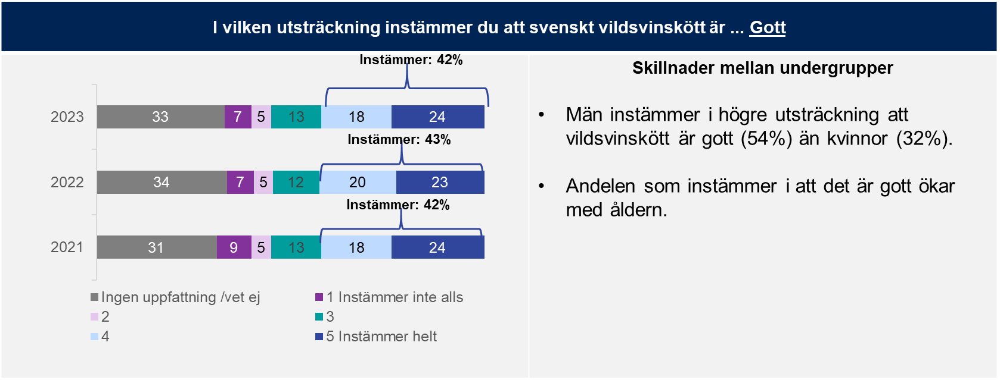 I vilken utsträckning instämmer du att svenskt vildsvinskött är ... Gott
Instämmer: 42%
2023
33 7 5 13 18 24
Instämmer: 43%
2022
34 7 5 12 20 23
Instämmer: 42%
2021
31 9 5 13 18 24
Ingen uppfattning /vet ej
1 Instämmer inte alls
2
3
4
5 Instämmer helt
Skillnader mellan undergrupper
• Män instämmer i högre utsträckning att
vildsvinskött är gott (54%) än kvinnor (32%).
• Andelen som instämmer i att det är gott ökar
med åldern.